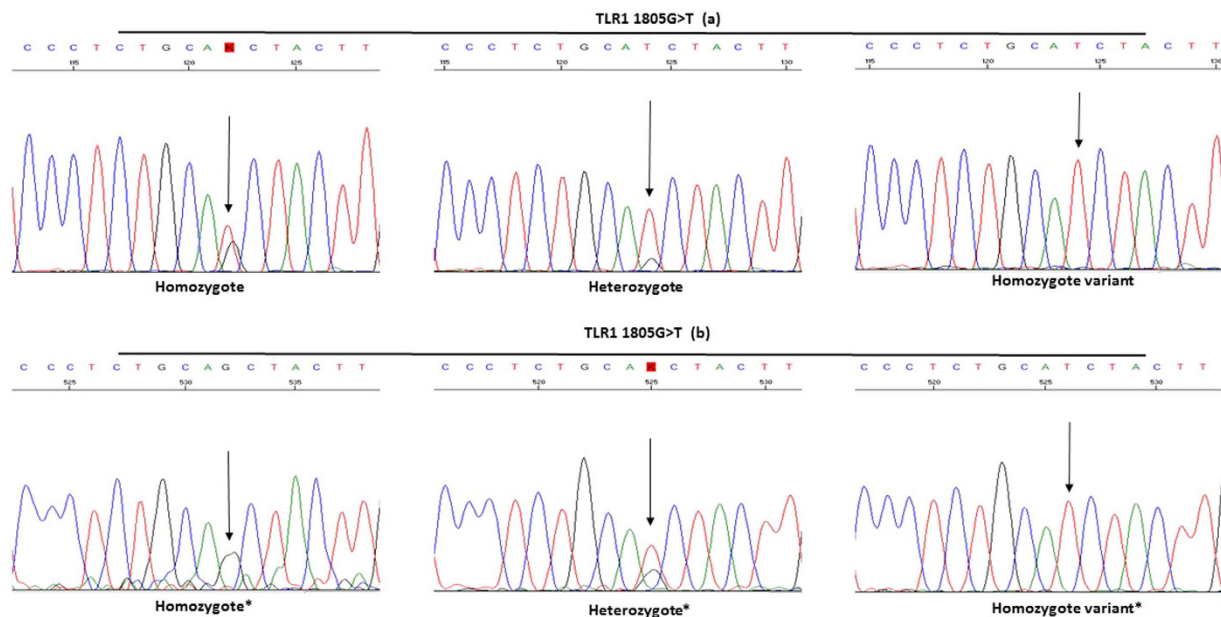 TLR1 1805G>T (a)
C C C T C T G C A K C T A C T T
C C C T C T G C A T C T A C T T
C C C T C T G C A T C T A C T T
115 120 125
115 120 125 130
115 120 125 130
Homozygote
Heterozygote
Homozygote variant
TLR1 1805G>T (b)
C C C T C T G C A G C T A C T T
C C C T C T G C A K C T A C T T
C C C T C T G C A T C T A C T T
525 530 535
520 525 530
520 525 530
Homozygote*
Heterozygote*
Homozygote variant*